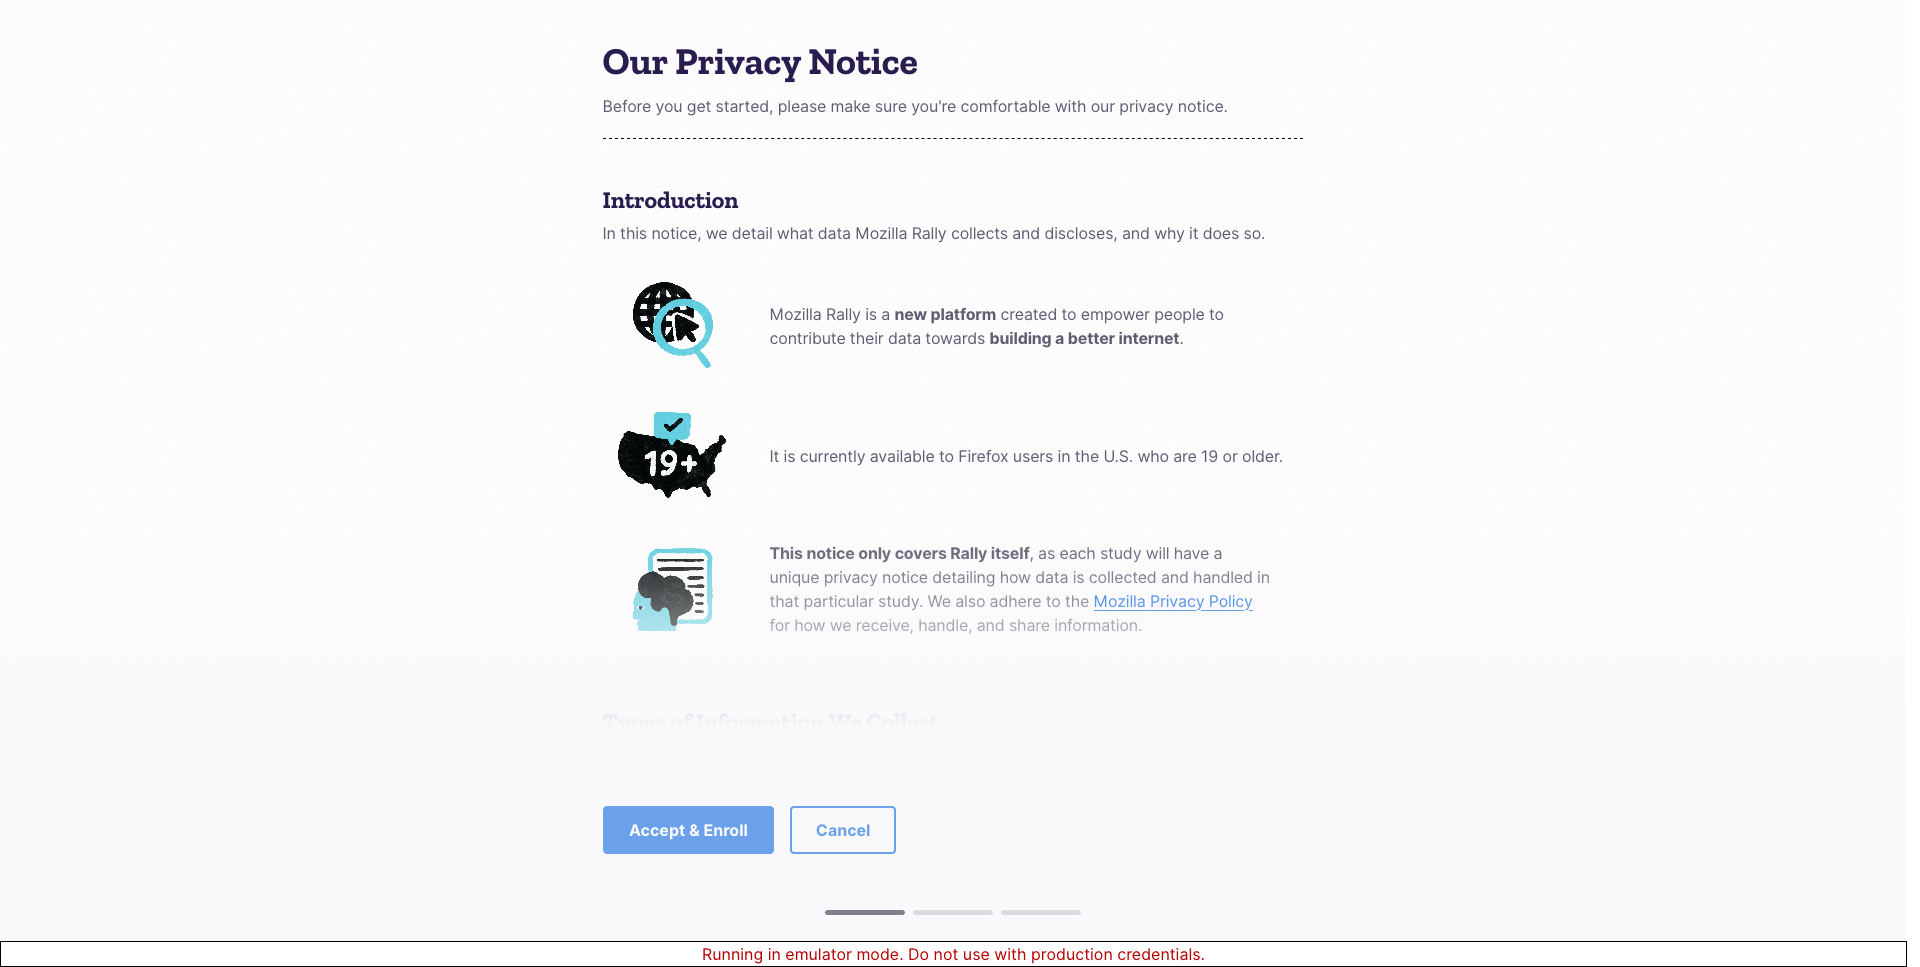 Our Privacy Notice
Before you get started, please make sure you're comfortable with our privacy notice.
Introduction
In this notice, we detail what data Mozilla Rally collects and discloses, and why it does so.
Mozilla Rally is a new platform created to empower people to
contribute their data towards building a better internet.
19+
It is currently available to Firefox users in the U.S. who are 19 or older.
This notice only covers Rally itself, as each study will have a
unique privacy notice detailing how data is collected and handled in
that particular study. We also adhere to the Mozilla Privacy Policy
for how we receive, handle, and share information.
Types of Information We Collect
Accept & Enroll
Cancel
Running in emulator mode. Do not use with production credentials.